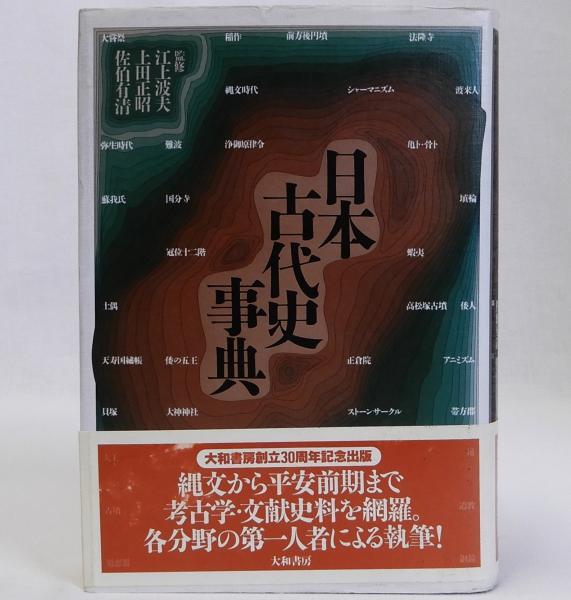 大嘗祭
稲作
前方後円墳
法隆寺
監修
江上波夫
上田正昭
佐伯有清
縄文時代
シャーマニズム
渡来人
弥生時代
難波
浄御原律令
亀卜・骨卜
日本
古代史
事典
蘇我氏
国分寺
埴輪
冠位十二階
蝦夷
土偶
高松塚古墳
倭人
天寿国繡帳
倭の五王
正倉院
アニミズム
貝塚
大神神社
ストーンサークル
帯方郡
大和書房創立30周年記念出版
縄文から平安前期まで
考古学・文献史料を網羅。
各分野の第一人者による執筆!
大和書房
古墳
道教